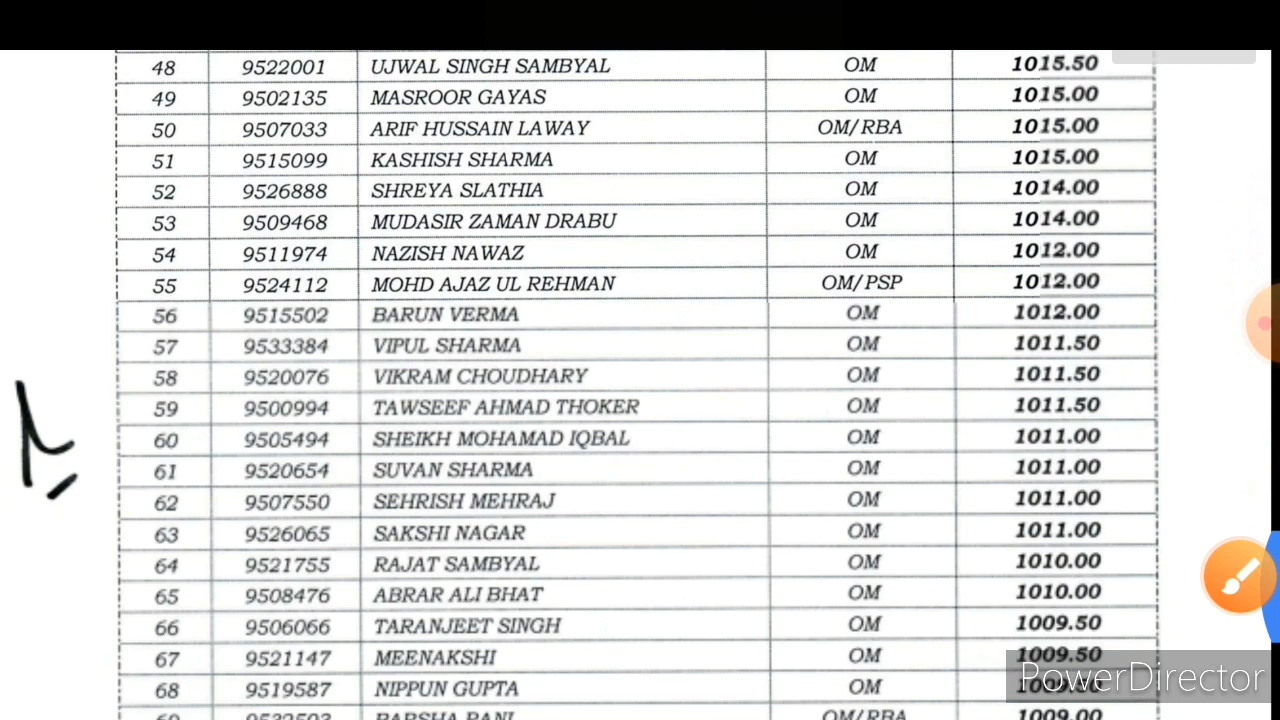 48 9522001 UJWAL SINGH SAMBYAL OM 1015.50
49 9502135 MASROOR GAYAS OM 1015.00
50 9507033 ARIF HUSSAIN LAWAY OM/RBA 1015.00
51 9515099 KASHISH SHARMA OM 1015.00
52 9526888 SHREYA SLATHIA OM 1014.00
53 9509468 MUDASIR ZAMAN DRABU OM 1014.00
54 9511974 NAZISH NAWAZ OM 1012.00
55 9524112 MOHD AJAZ UL REHMAN OM/PSP 1012.00
56 9515502 BARUN VERMA OM 1012.00
57 9533384 VIPUL SHARMA OM 1011.50
58 9520076 VIKRAM CHOUDHARY OM 1011.50
59 9500994 TAWSEEF AHMAD THOKER OM 1011.50
60 9505494 SHEIKH MOHAMAD IQBAL OM 1011.00
61 9520654 SUVAN SHARMA OM 1011.00
62 9507550 SEHRISH MEHRAJ OM 1011.00
63 9526065 SAKSHI NAGAR OM 1011.00
64 9521755 RAJAT SAMBYAL OM 1010.00
65 9508476 ABRAR ALI BHAT OM 1010.00
66 9506066 TARANJEET SINGH OM 1009.50
67 9521147 MEENAKSHI OM 1009.50
68 9519587 NIPPUN GUPTA OM
PowerDirector
OM/RBA 1009.00